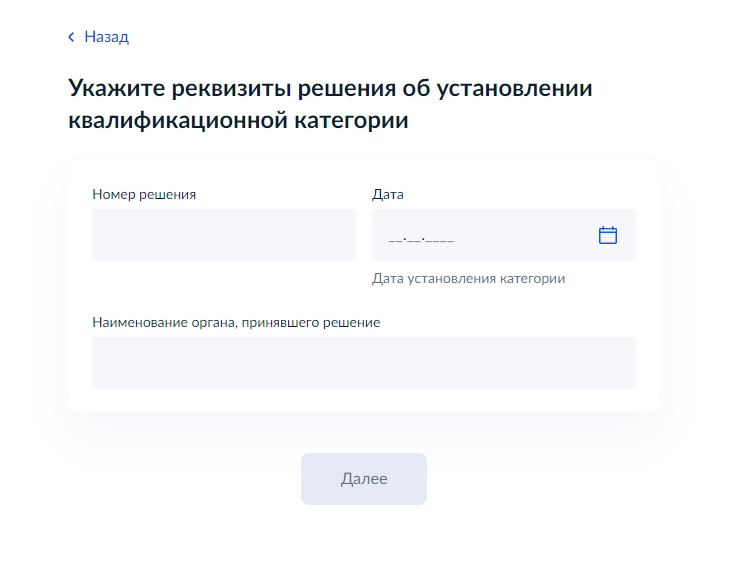 Назад
Укажите реквизиты решения об установлении
квалификационной категории
Номер решения
Дата
__.__.____
Дата установления категории
Наименование органа, принявшего решение
Далее